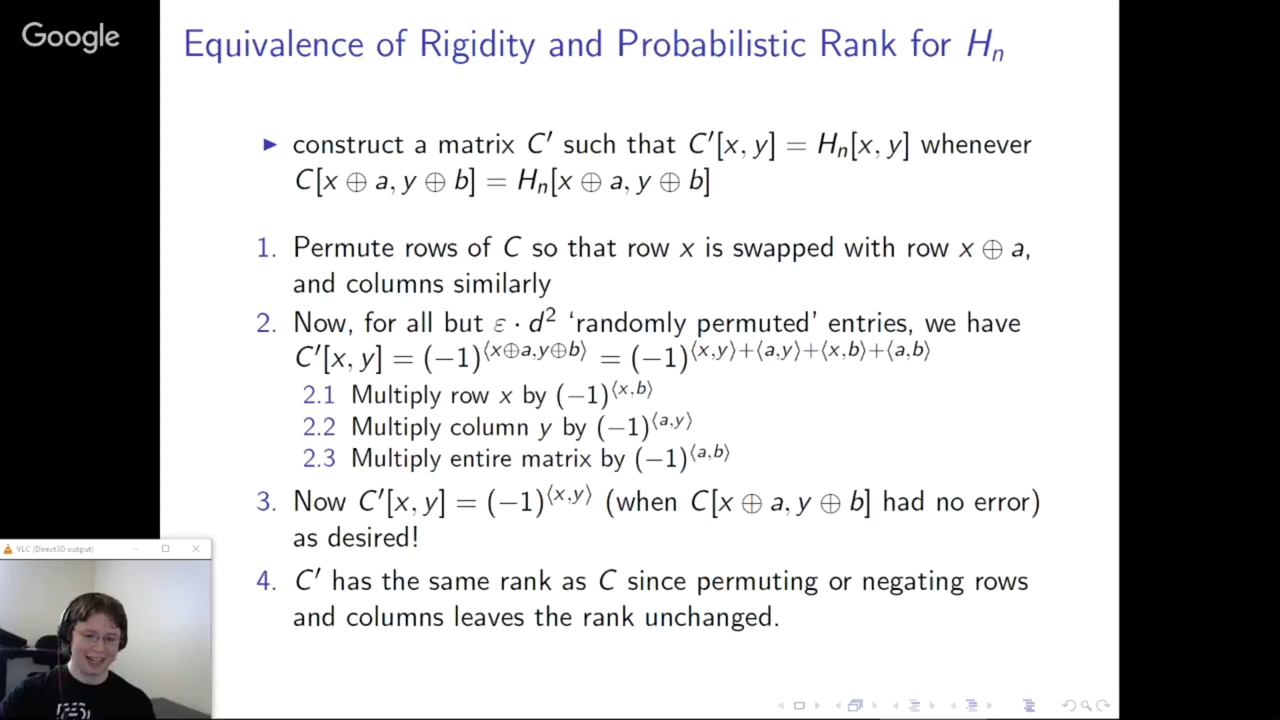 Google
Equivalence of Rigidity and Probabilistic Rank for Hₙ
▶ construct a matrix C′ such that C′[x, y] = Hₙ[x, y] whenever
C[x ⊕ a, y ⊕ b] = Hₙ[x ⊕ a, y ⊕ b]
1. Permute rows of C so that row x is swapped with row x ⊕ a,
and columns similarly
2. Now, for all but ε · d² ‘randomly permuted’ entries, we have
C′[x, y] = (−1)^⟨x⊕a,y⊕b⟩ = (−1)^⟨x,y⟩+⟨a,y⟩+⟨x,b⟩+⟨a,b⟩
2.1 Multiply row x by (−1)^⟨x,b⟩
2.2 Multiply column y by (−1)^⟨a,y⟩
2.3 Multiply entire matrix by (−1)^⟨a,b⟩
3. Now C′[x, y] = (−1)^⟨x,y⟩ (when C[x ⊕ a, y ⊕ b] had no error)
as desired!
4. C′ has the same rank as C since permuting or negating rows
and columns leaves the rank unchanged.
VLC (Direct3D output)